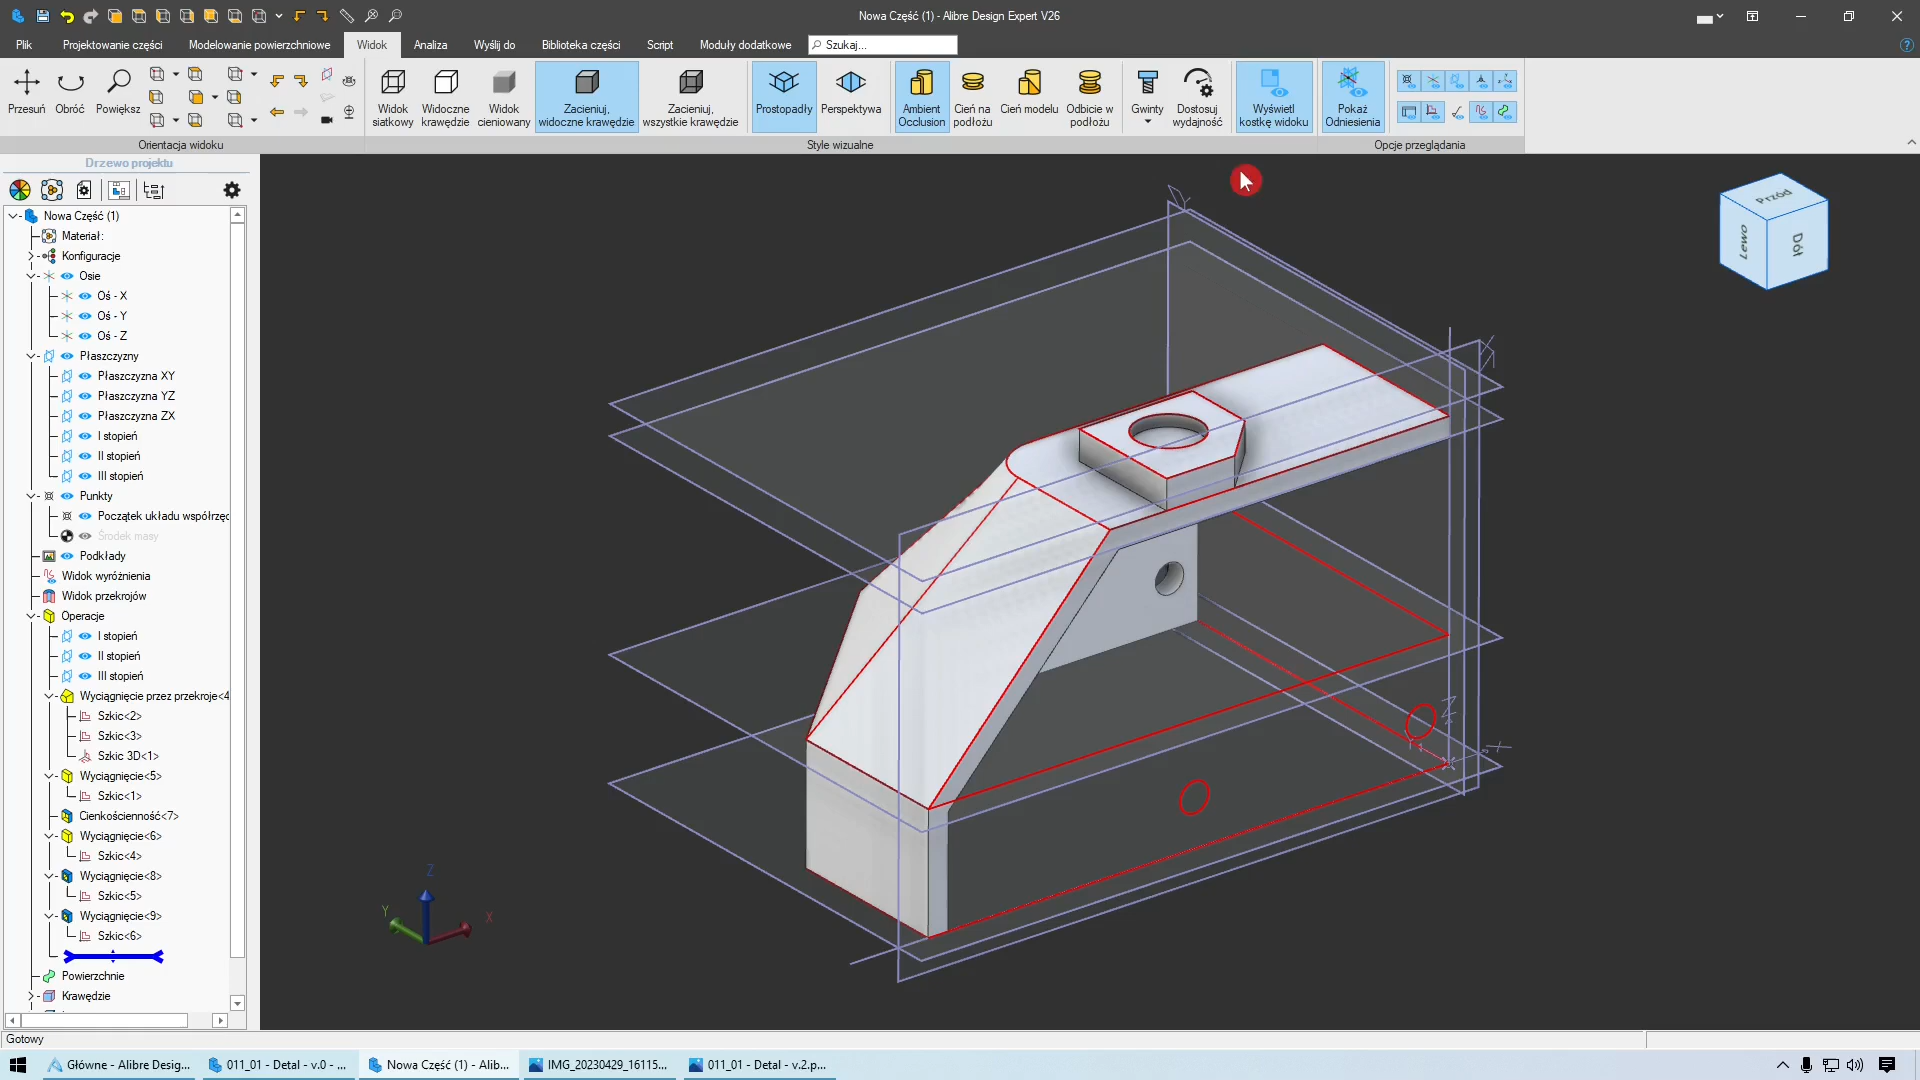 Nowa Część (1) - Alibre Design Expert V26
Plik
Projektowanie części
Modelowanie powierzchniowe
Widok
Analiza
Wyślij do
Biblioteka części
Script
Moduły dodatkowe
Szukaj...
Przesuń
Obróć
Powiększ
Widok
siatkowy
Widoczne
krawędzie
Widok
cieniowany
Zacieniuj,
widoczne krawędzie
Zacieniuj,
wszystkie krawędzie
Prostopadły
Perspektywa
Ambient
Occlusion
Cień na
podłożu
Cień modelu
Odbicie w
podłożu
Gwinty
Dostosuj
wydajność
Wyświetl
kostkę widoku
Pokaż
Odniesienia
Orientacja widoku
Style wizualne
Opcje przeglądania
Drzewo projektu
Nowa Część (1)
Materiał:
Konfiguracje
Osie
Oś - X
Oś - Y
Oś - Z
Płaszczyzny
Płaszczyzna XY
Płaszczyzna YZ
Płaszczyzna ZX
I stopień
II stopień
III stopień
Punkty
Początek układu współrzęd
Środek masy
Podkłady
Widok wyróżnienia
Widok przekrojów
Operacje
I stopień
II stopień
III stopień
Wyciągnięcie przez przekroje<4
Szkic<2>
Szkic<3>
Szkic 3D<1>
Wyciągnięcie<5>
Szkic<1>
Cienkościenność<7>
Wyciągnięcie<6>
Szkic<4>
Wyciągnięcie<8>
Szkic<5>
Wyciągnięcie<9>
Szkic<6>
Powierzchnie
Krawędzie
Przód
Lewo
Dół
Z
Y
X
Gotowy
Główne - Alibre Desig...
011_01 - Detal - v.0 - ...
Nowa Część (1) - Alib...
IMG_20230429_16115...
011_01 - Detal - v.2.p...